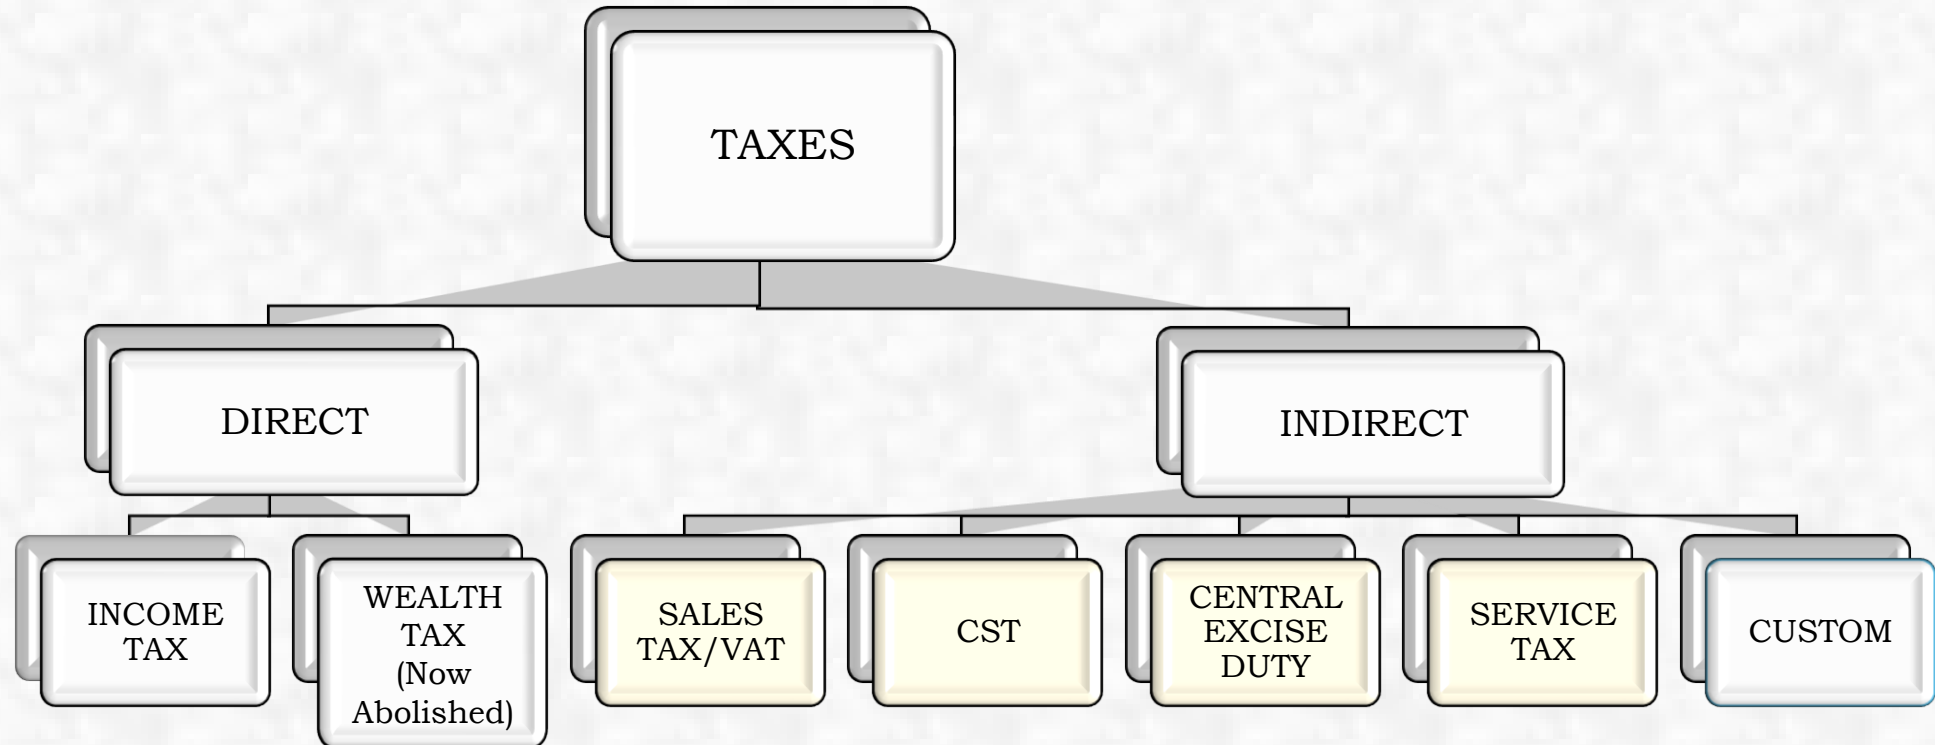 TAXES
DIRECT
INDIRECT
INCOME
TAX
WEALTH
TAX
(Now
Abolished)
SALES
TAX/VAT
CST
CENTRAL
EXCISE
DUTY
SERVICE
TAX
CUSTOM